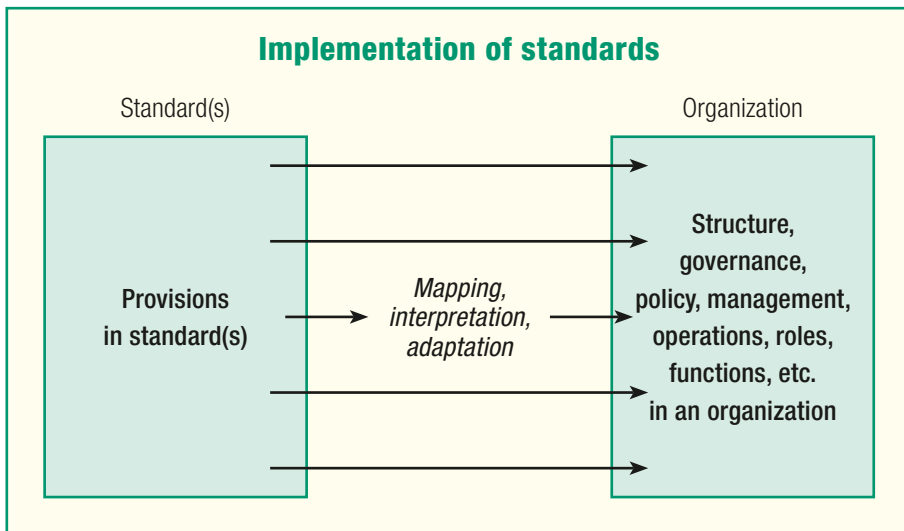 Implementation of standards
Standard(s)
Organization
Provisions
in standard(s)
Mapping,
interpretation,
adaptation
Structure,
governance,
policy, management,
operations, roles,
functions, etc.
in an organization